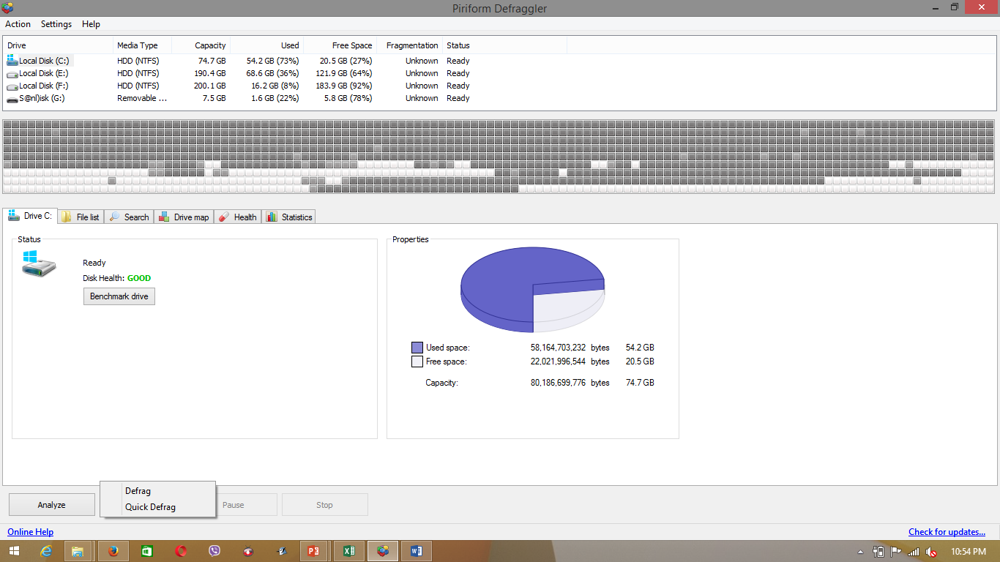 Piriform Defraggler
Action Settings Help
Drive Media Type Capacity Used Free Space Fragmentation Status
Local Disk (C:) HDD (NTFS) 74.7 GB 54.2 GB (73%) 20.5 GB (27%) Unknown Ready
Local Disk (E:) HDD (NTFS) 190.4 GB 68.6 GB (36%) 121.9 GB (64%) Unknown Ready
Local Disk (F:) HDD (NTFS) 200.1 GB 16.2 GB (8%) 183.9 GB (92%) Unknown Ready
S@nl)isk (G:) Removable ... 7.5 GB 1.6 GB (22%) 5.8 GB (78%) Unknown Ready
Drive C: File list Search Drive map Health Statistics
Status
Ready
Disk Health: GOOD
Benchmark drive
Properties
Used space: 58,164,703,232 bytes 54.2 GB
Free space: 22,021,996,544 bytes 20.5 GB
Capacity: 80,186,699,776 bytes 74.7 GB
Defrag
Quick Defrag
Analyze Pause Stop
Online Help Check for updates...
10:54 PM